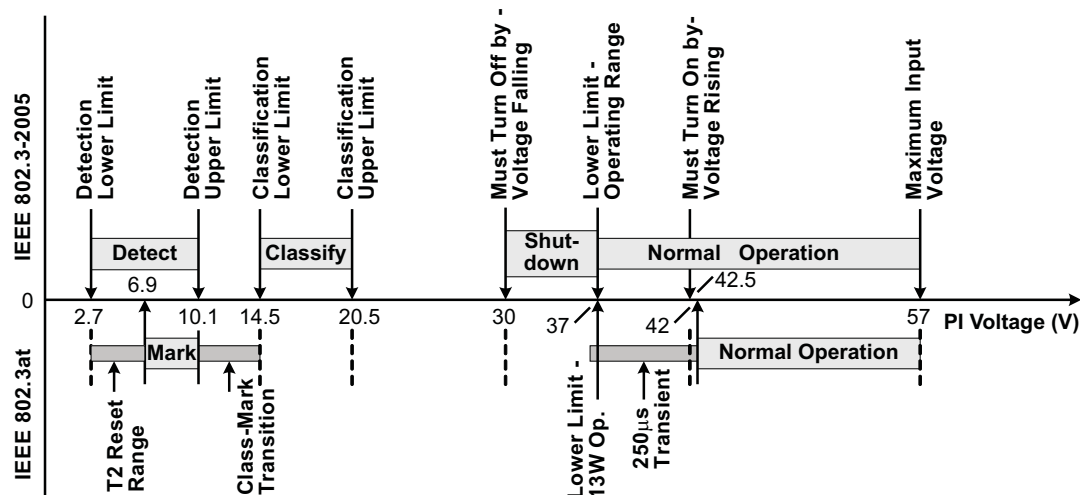 IEEE 802.3-2005
Detection
Lower Limit
Detection
Upper Limit
Classification
Lower Limit
Classification
Upper Limit
Must Turn Off by -
Voltage Falling
Lower Limit -
Operating Range
Must Turn On by-
Voltage Rising
Maximum Input
Voltage
Detect
Classify
Shut-
down
Normal Operation
6.9
42.5
0
2.7
10.1
14.5
20.5
30
37
42
57
PI Voltage (V)
IEEE 802.3at
Mark
Normal Operation
T2 Reset
Range
Class-Mark
Transition
Lower Limit -
13W Op.
250μs
Transient